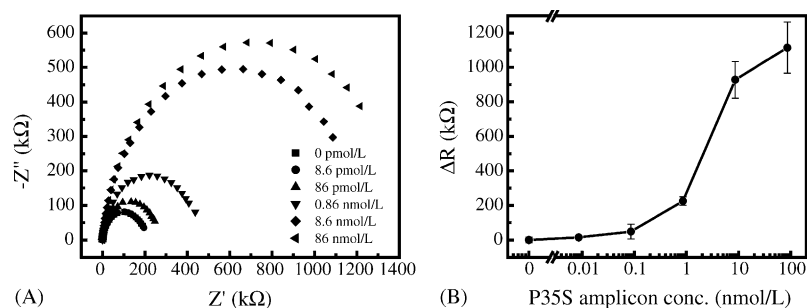 600
500
400
300
200
100
0
-Z'' (kΩ)
0 pmol/L
8.6 pmol/L
86 pmol/L
0.86 nmol/L
8.6 nmol/L
86 nmol/L
0 200 400 600 800 1000 1200 1400
(A)
Z' (kΩ)
1200
1000
800
600
400
200
0
ΔR (kΩ)
0 0.01 0.1 1 10 100
(B)
P35S amplicon conc. (nmol/L)